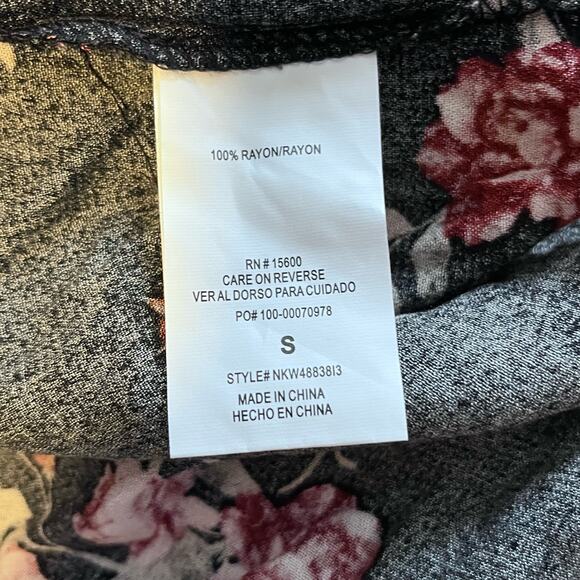 100% RAYON/RAYON
RN # 15600
CARE ON REVERSE
VER AL DORSO PARA CUIDADO
PO# 100-00070978
S
STYLE# NKW48838I3
MADE IN CHINA
HECHO EN CHINA